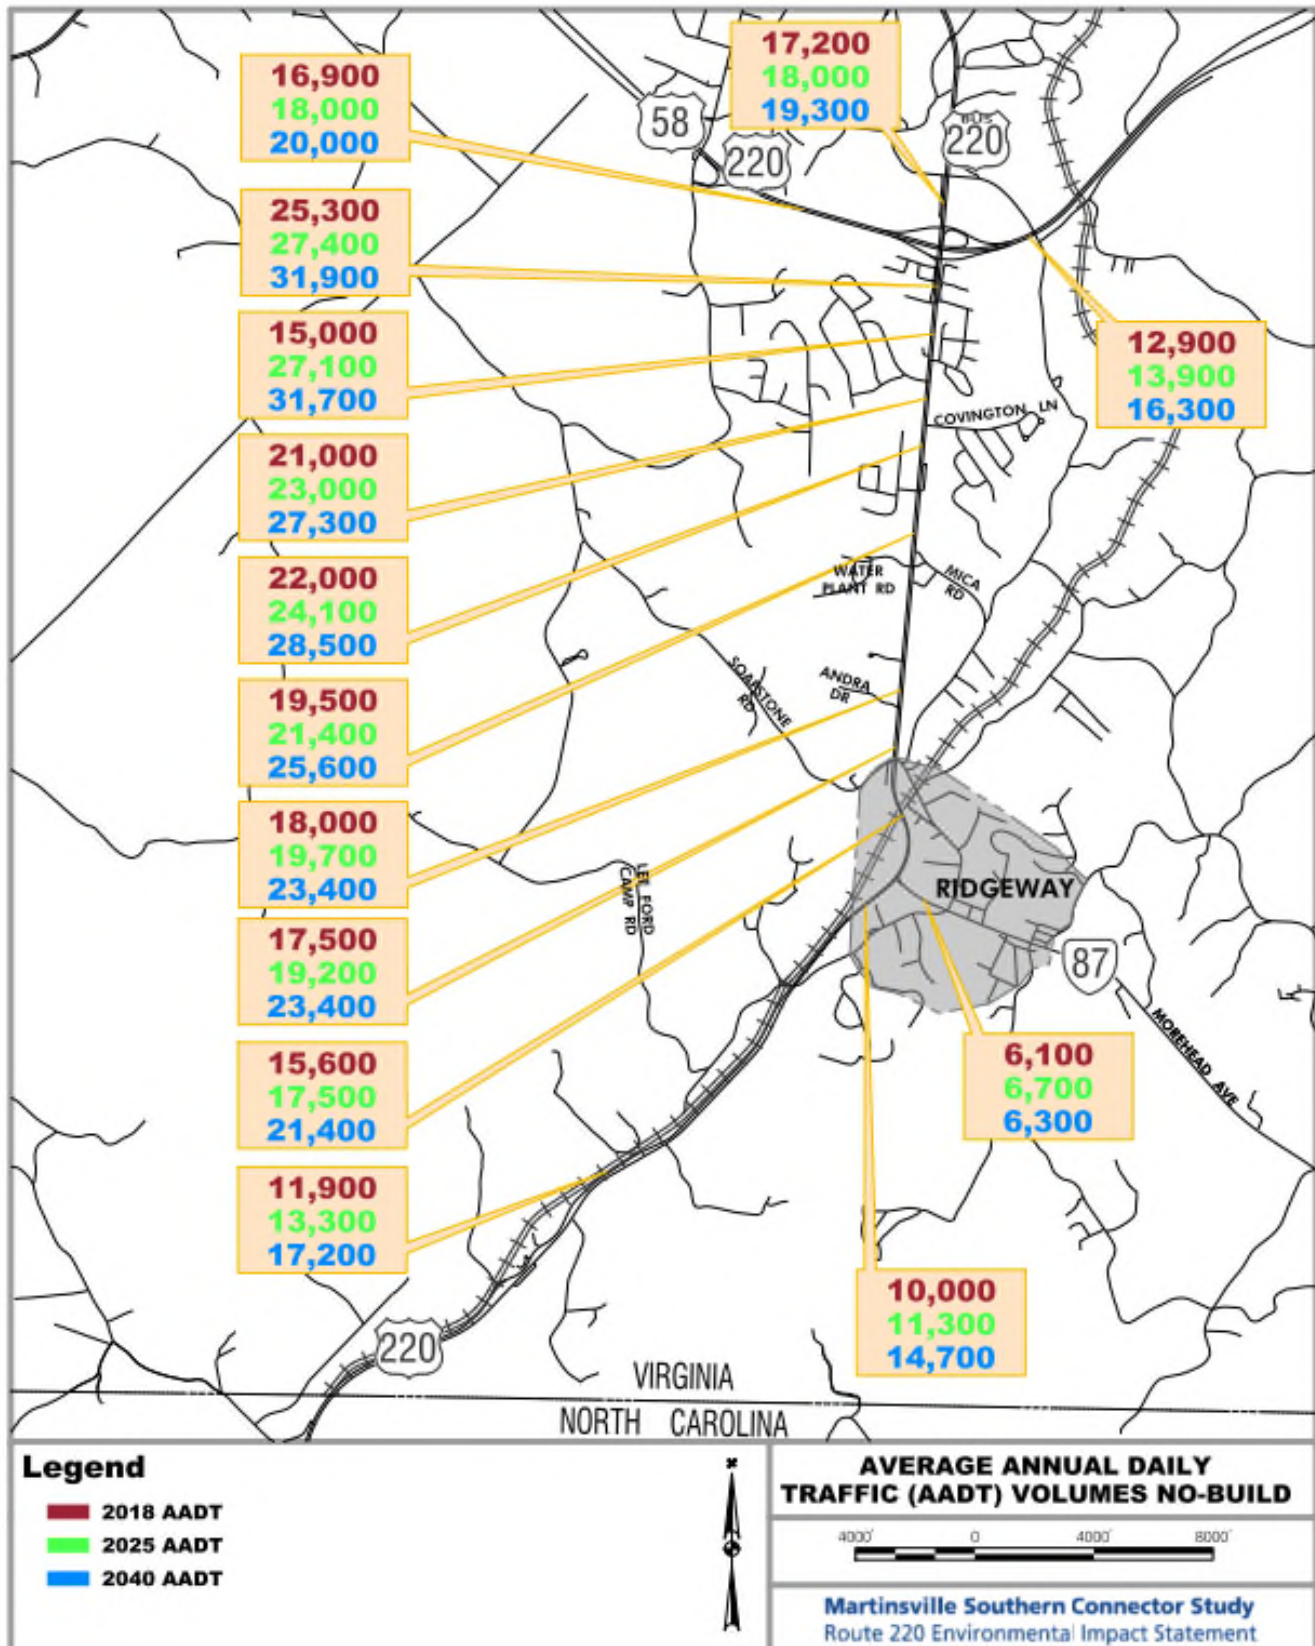 16,900
18,000
20,000
17,200
18,000
19,300
58
220
BUS
220
25,300
27,400
31,900
15,000
27,100
31,700
12,900
13,900
16,300
COVINGTON LN
21,000
23,000
27,300
22,000
24,100
28,500
WATER
PLANT RD
MICA
RD
19,500
21,400
25,600
SOAPSTONE
RD
ANDRA
DR
18,000
19,700
23,400
LEE FORD
CAMP RD
RIDGEWAY
87
17,500
19,200
23,400
MOREHEAD AVE
15,600
17,500
21,400
6,100
6,700
6,300
11,900
13,300
17,200
10,000
11,300
14,700
220
VIRGINIA
NORTH CAROLINA
Legend
2018 AADT
2025 AADT
2040 AADT
AVERAGE ANNUAL DAILY
TRAFFIC (AADT) VOLUMES NO-BUILD
4000' 0 4000' 8000'
Martinsville Southern Connector Study
Route 220 Environmental Impact Statement